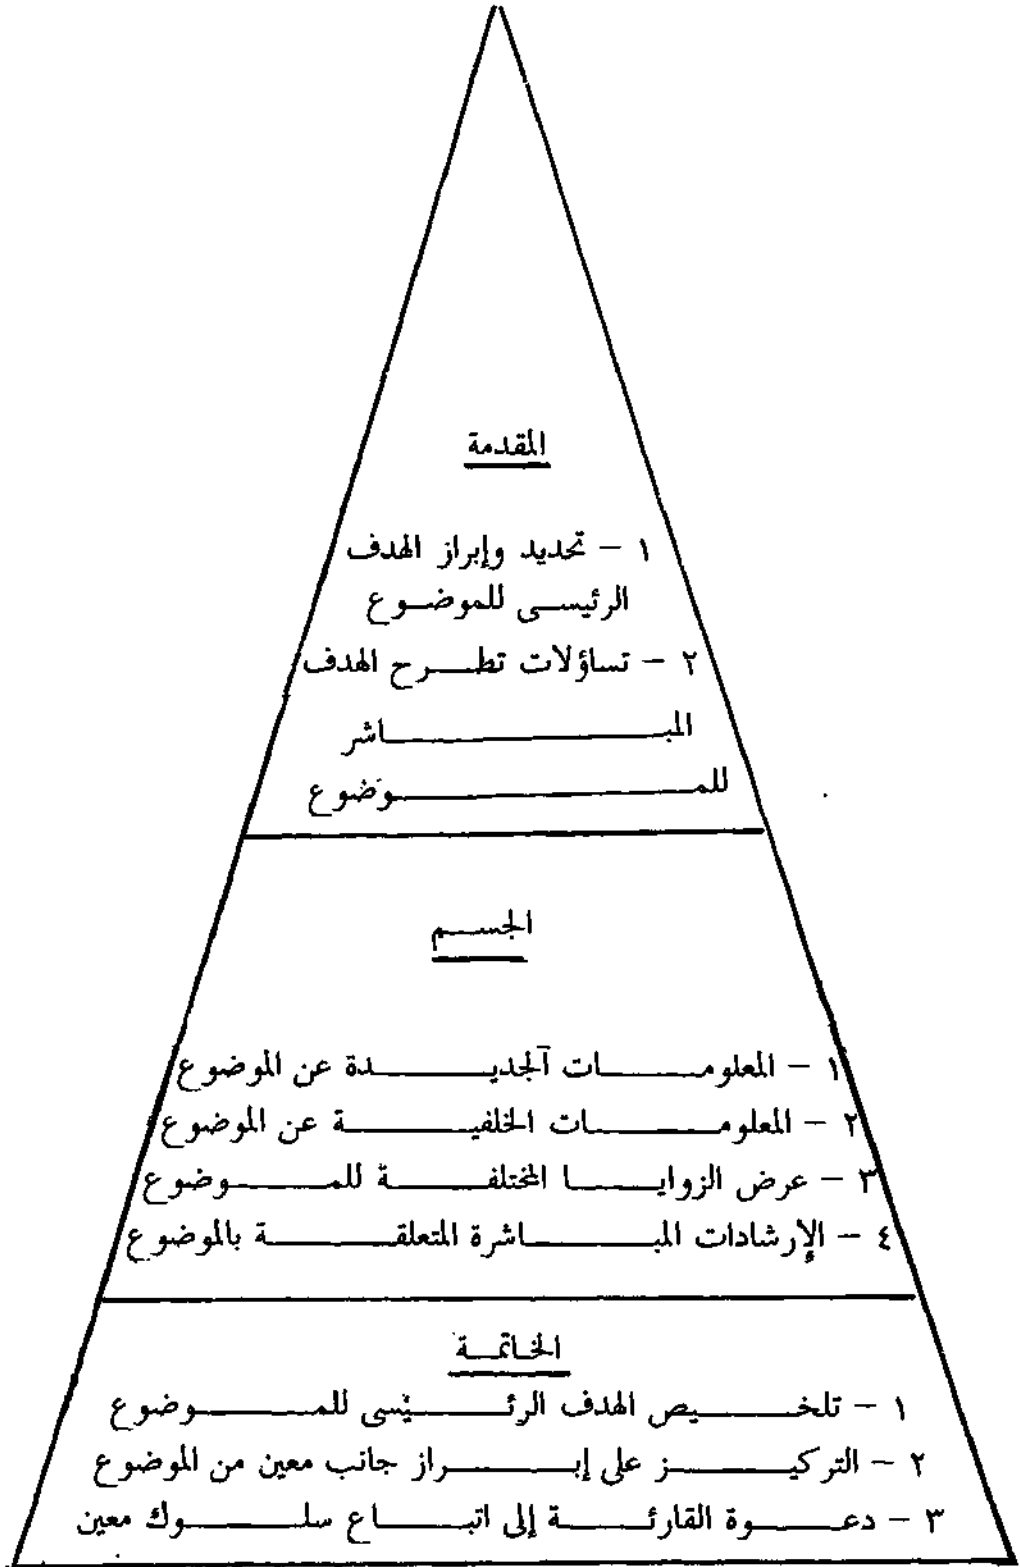 المقدمة
١ - تحديد وإبراز الهدف
الرئيسى للموضوع
٢ - تساؤلات تطرح الهدف
المباشر
للموضوع
الجسم
١ - المعلومات الجديدة عن الموضوع
٢ - المعلومات الخلفية عن الموضوع
٣ - عرض الزوايا المختلفة للموضوع
٤ - الإرشادات المباشرة المتعلقة بالموضوع
الخاتمة
١ - تلخيص الهدف الرئيسى للموضوع
٢ - التركيز على إبراز جانب معين من الموضوع
٣ - دعوة القارئة إلى اتباع سلوك معين